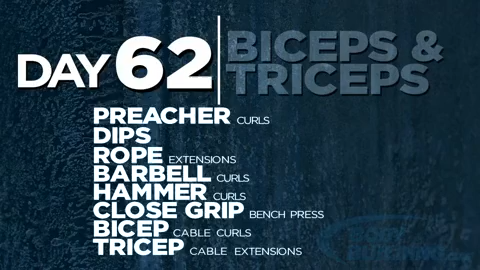 DAY 62
BICEPS &
TRICEPS
PREACHER CURLS
DIPS
ROPE EXTENSIONS
BARBELL CURLS
HAMMER CURLS
CLOSE GRIP BENCH PRESS
BICEP CABLE CURLS
TRICEP CABLE EXTENSIONS